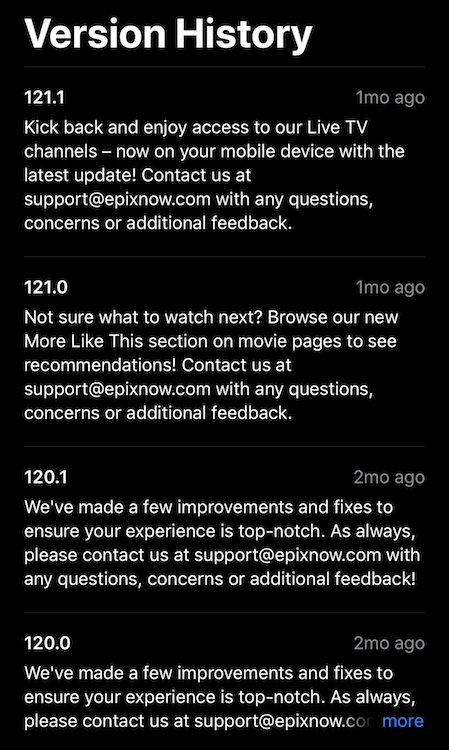 Version History
121.1 1mo ago
Kick back and enjoy access to our Live TV
channels – now on your mobile device with the
latest update! Contact us at
support@epixnow.com with any questions,
concerns or additional feedback.
121.0 1mo ago
Not sure what to watch next? Browse our new
More Like This section on movie pages to see
recommendations! Contact us at
support@epixnow.com with any questions,
concerns or additional feedback.
120.1 2mo ago
We've made a few improvements and fixes to
ensure your experience is top-notch. As always,
please contact us at support@epixnow.com with
any questions, concerns or additional feedback!
120.0 2mo ago
We've made a few improvements and fixes to
ensure your experience is top-notch. As always,
please contact us at support@epixnow.co more